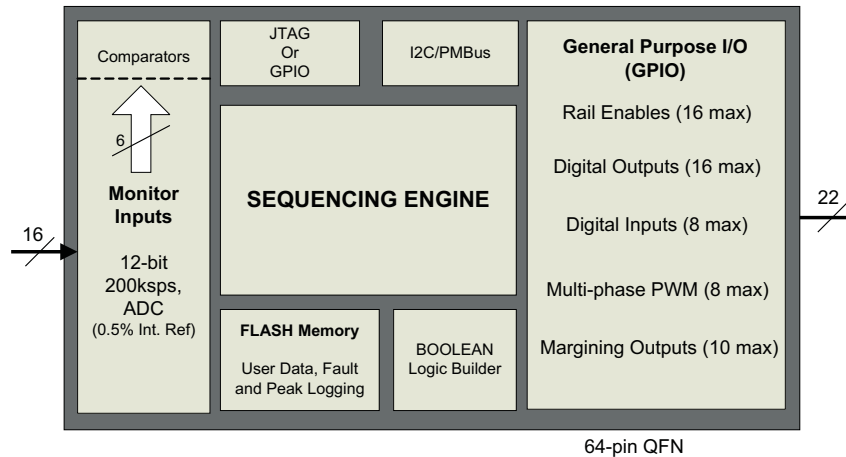 Comparators
6
Monitor
Inputs
16
12-bit
200ksps,
ADC
(0.5% Int. Ref)
JTAG
Or
GPIO
I2C/PMBus
SEQUENCING ENGINE
FLASH Memory
User Data, Fault
and Peak Logging
BOOLEAN
Logic Builder
General Purpose I/O
(GPIO)
Rail Enables (16 max)
Digital Outputs (16 max)
Digital Inputs (8 max)
Multi-phase PWM (8 max)
Margining Outputs (10 max)
22
64-pin QFN